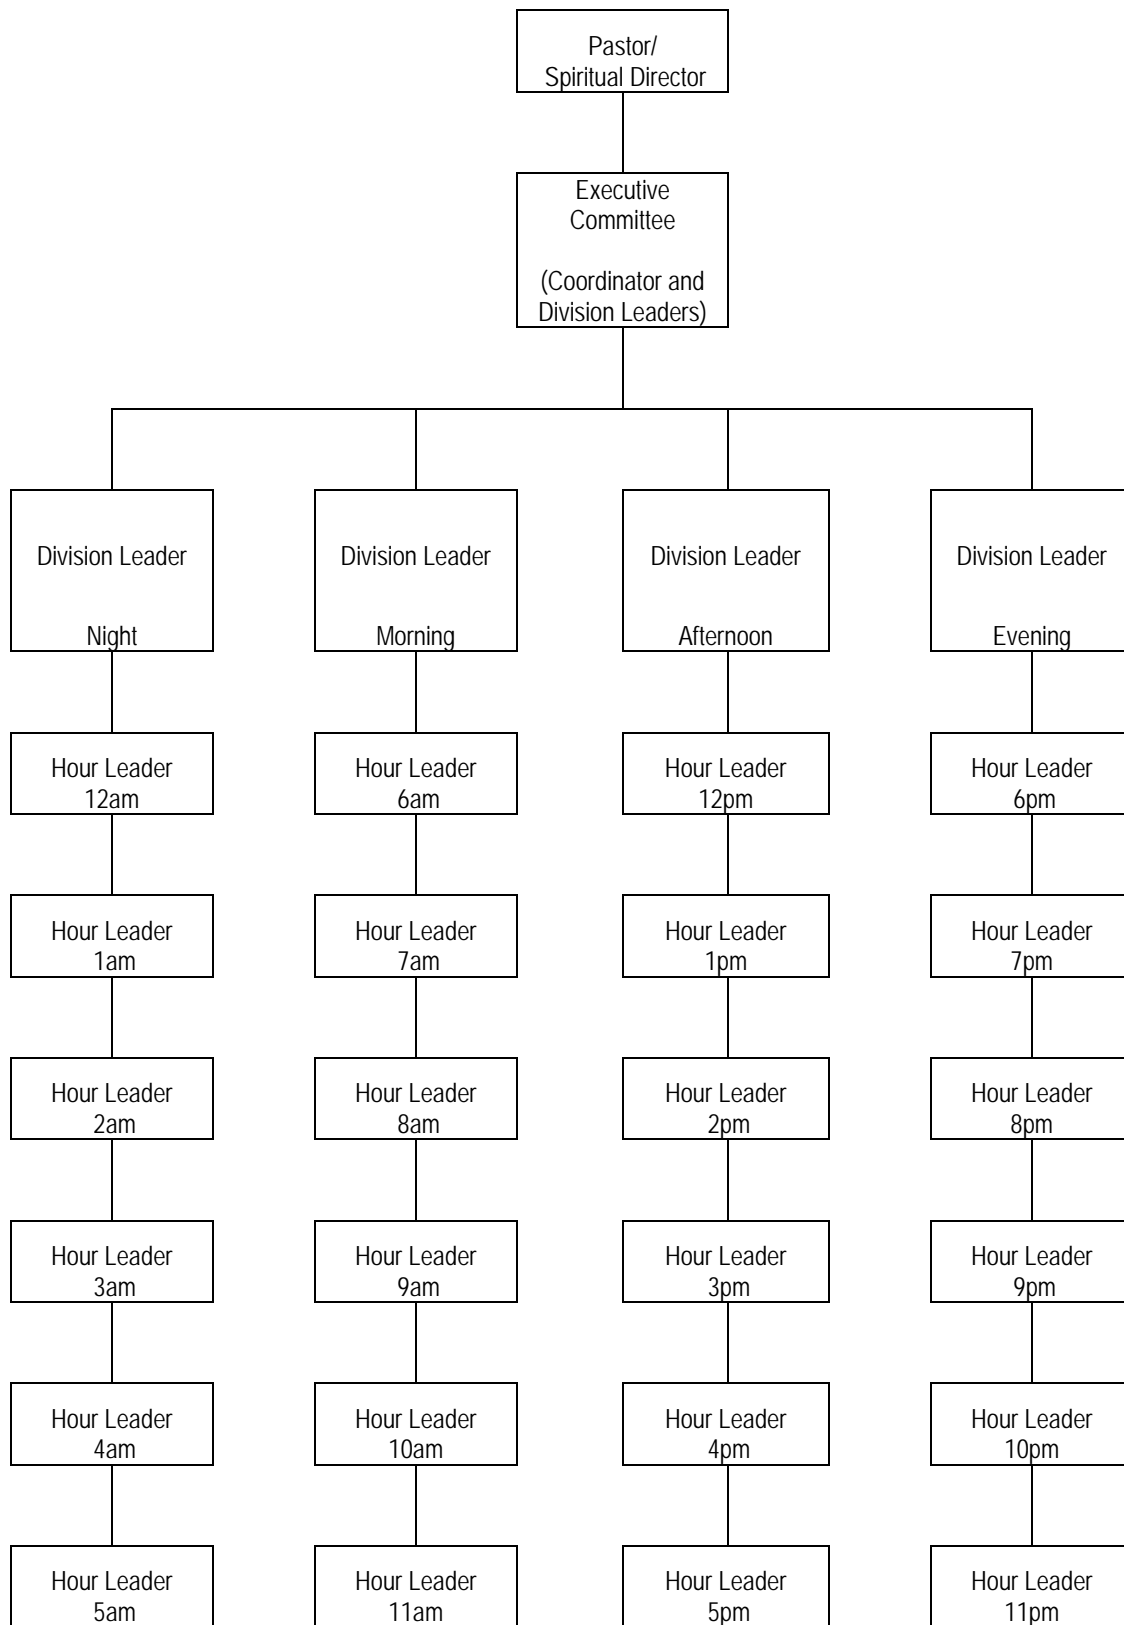 Pastor/
Spiritual Director
Executive
Committee
(Coordinator and
Division Leaders)
Division Leader
Night
Division Leader
Morning
Division Leader
Afternoon
Division Leader
Evening
Hour Leader
12am
Hour Leader
6am
Hour Leader
12pm
Hour Leader
6pm
Hour Leader
1am
Hour Leader
7am
Hour Leader
1pm
Hour Leader
7pm
Hour Leader
2am
Hour Leader
8am
Hour Leader
2pm
Hour Leader
8pm
Hour Leader
3am
Hour Leader
9am
Hour Leader
3pm
Hour Leader
9pm
Hour Leader
4am
Hour Leader
10am
Hour Leader
4pm
Hour Leader
10pm
Hour Leader
5am
Hour Leader
11am
Hour Leader
5pm
Hour Leader
11pm